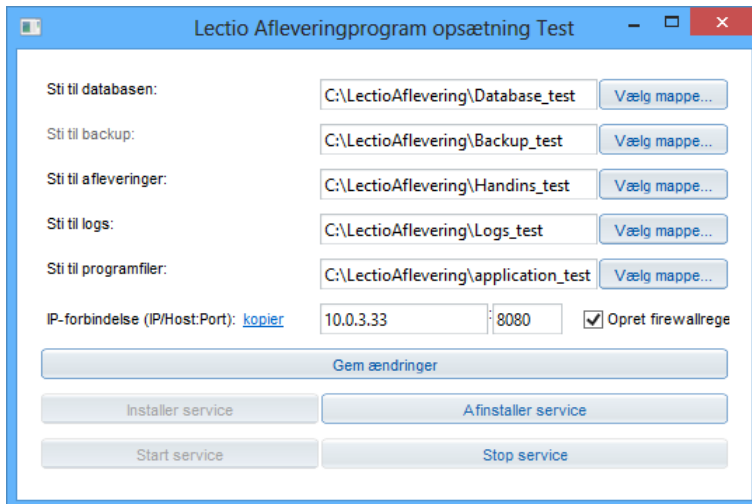 Lectio Afleveringprogram opsætning Test
Sti til databasen: C:\LectioAflevering\Database_test Vælg mappe...
Sti til backup: C:\LectioAflevering\Backup_test Vælg mappe...
Sti til afleveringer: C:\LectioAflevering\Handins_test Vælg mappe...
Sti til logs: C:\LectioAflevering\Logs_test Vælg mappe...
Sti til programfiler: C:\LectioAflevering\application_test Vælg mappe...
IP-forbindelse (IP/Host:Port): kopier 10.0.3.33 : 8080 Opret firewallrege
Gem ændringer
Installer service Afinstaller service
Start service Stop service